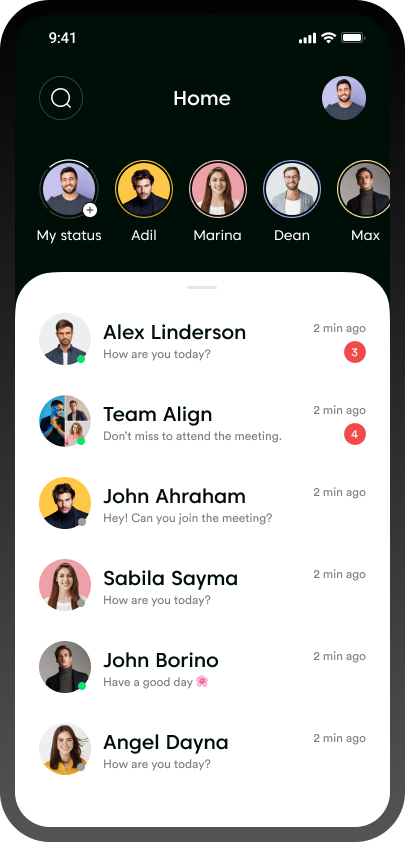 9:41
Home
My status
Adil
Marina
Dean
Max
Alex Linderson
2 min ago
How are you today?
3
Team Align
2 min ago
Don't miss to attend the meeting.
4
John Ahraham
2 min ago
Hey! Can you join the meeting?
Sabila Sayma
2 min ago
How are you today?
John Borino
2 min ago
Have a good day 🌸
Angel Dayna
2 min ago
How are you today?